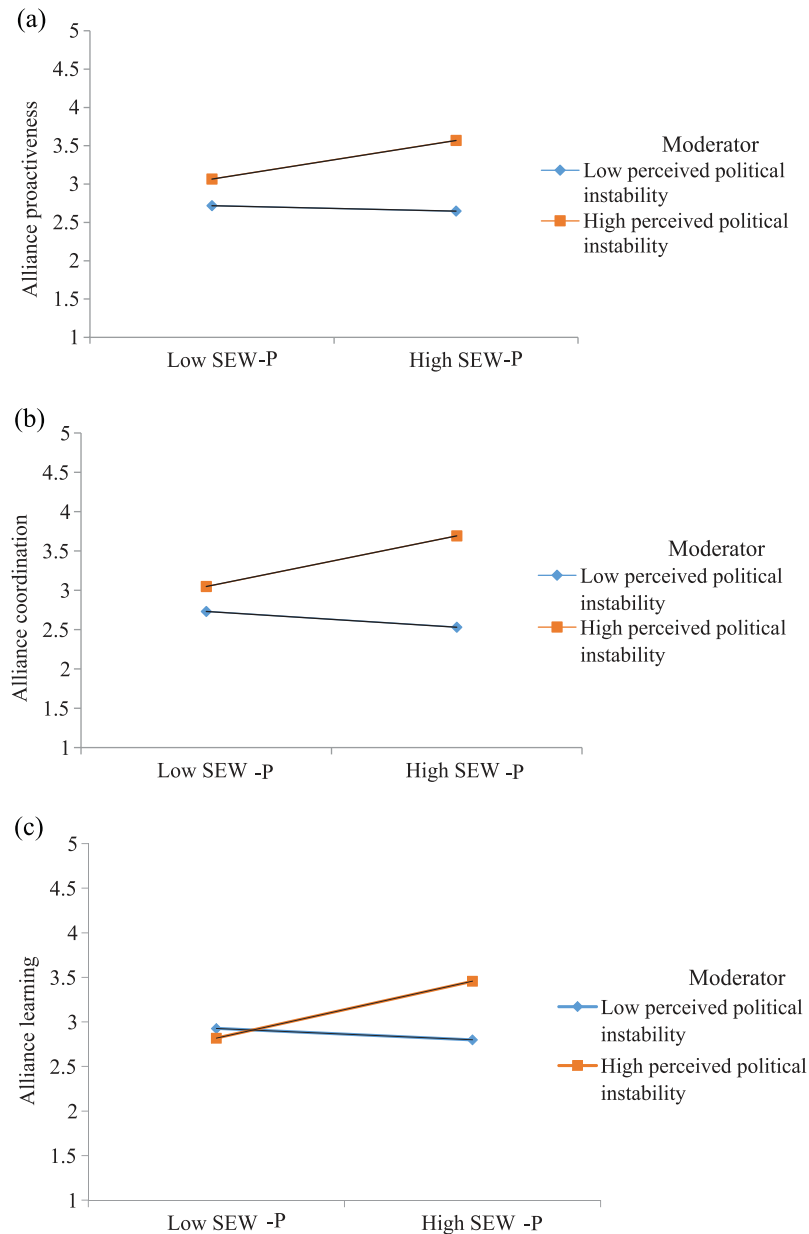 (a)
5
4.5
4
3.5
3
2.5
2
1.5
1
Alliance proactiveness
Low SEW-P
High SEW-P
Moderator
Low perceived political
instability
High perceived political
instability
(b)
5
4.5
4
3.5
3
2.5
2
1.5
1
Alliance coordination
Low SEW -P
High SEW -P
Moderator
Low perceived political
instability
High perceived political
instability
(c)
5
4.5
4
3.5
3
2.5
2
1.5
1
Alliance learning
Low SEW -P
High SEW -P
Moderator
Low perceived political
instability
High perceived political
instability